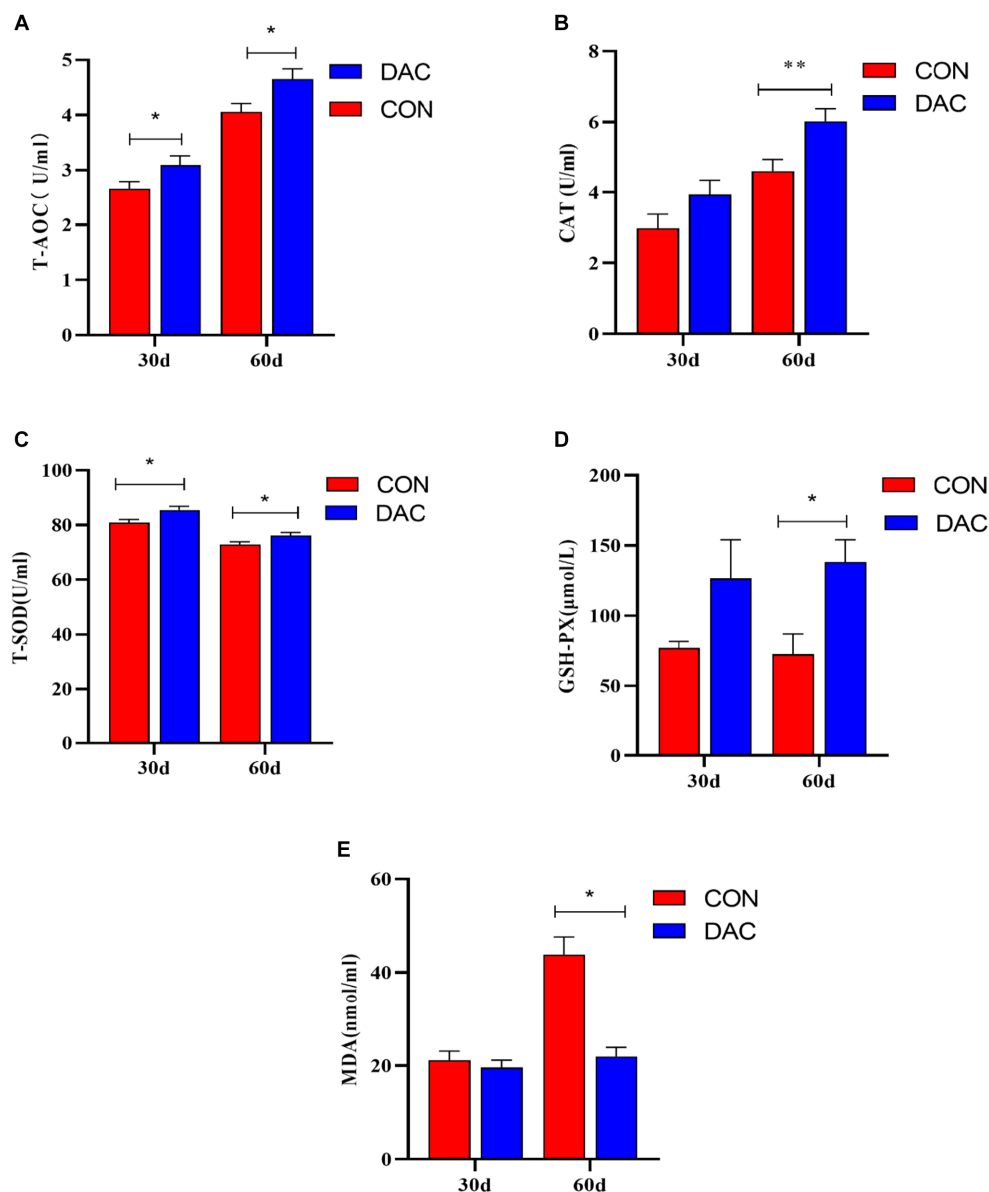 A
*
*
5
4
3
2
1
0
T-AOC( U/ml)
30d
60d
DAC
CON
B
**
8
6
4
2
0
CAT (U/ml)
30d
60d
CON
DAC
C
*
*
100
80
60
40
20
0
T-SOD(U/ml)
30d
60d
CON
DAC
D
*
200
150
100
50
0
GSH-PX(μmol/L)
30d
60d
CON
DAC
E
*
60
40
20
0
MDA(nmol/ml)
30d
60d
CON
DAC